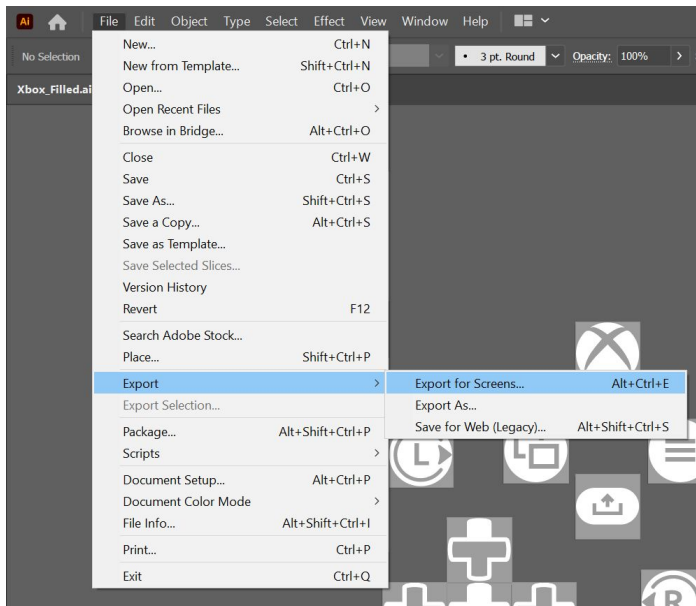 Ai File Edit Object Type Select Effect View Window Help
No Selection 3 pt. Round Opacity: 100%
Xbox_Filled.ai
New... Ctrl+N
New from Template... Shift+Ctrl+N
Open... Ctrl+O
Open Recent Files
Browse in Bridge... Alt+Ctrl+O
Close Ctrl+W
Save Ctrl+S
Save As... Shift+Ctrl+S
Save a Copy... Alt+Ctrl+S
Save as Template...
Save Selected Slices...
Version History
Revert F12
Search Adobe Stock...
Place... Shift+Ctrl+P
Export
Export Selection...
Package... Alt+Shift+Ctrl+P
Scripts
Document Setup... Alt+Ctrl+P
Document Color Mode
File Info... Alt+Shift+Ctrl+I
Print... Ctrl+P
Exit Ctrl+Q
Export for Screens... Alt+Ctrl+E
Export As...
Save for Web (Legacy)... Alt+Shift+Ctrl+S
L
R